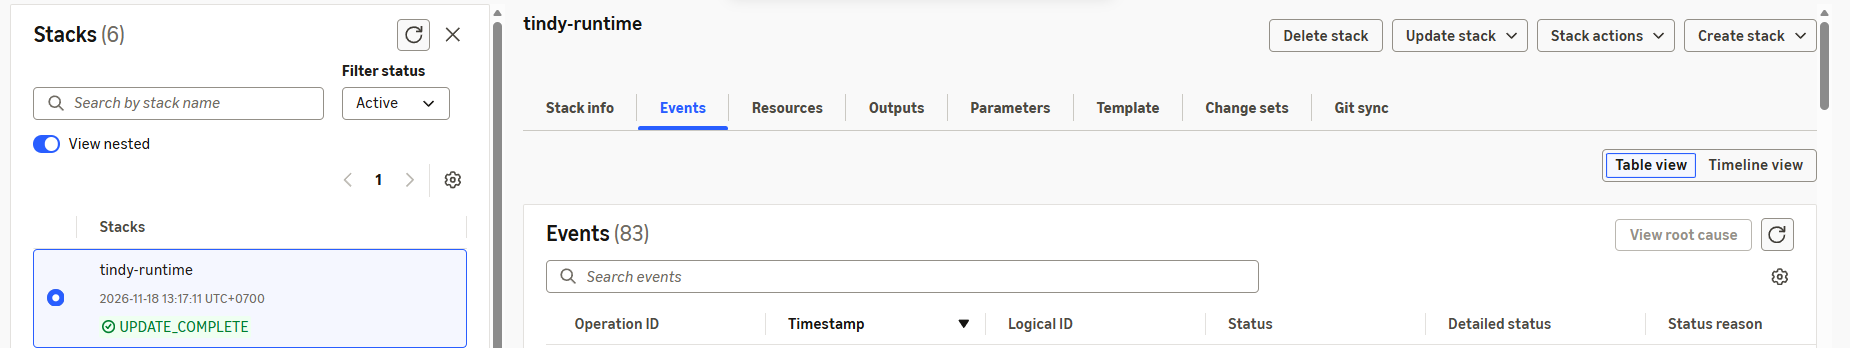 Stacks (6)
Filter status
Search by stack name
Active
View nested
1
Stacks
tindy-runtime
2026-11-18 13:17:11 UTC+0700
UPDATE_COMPLETE
tindy-runtime
Delete stack
Update stack
Stack actions
Create stack
Stack info
Events
Resources
Outputs
Parameters
Template
Change sets
Git sync
Table view
Timeline view
Events (83)
View root cause
Search events
Operation ID
Timestamp
Logical ID
Status
Detailed status
Status reason